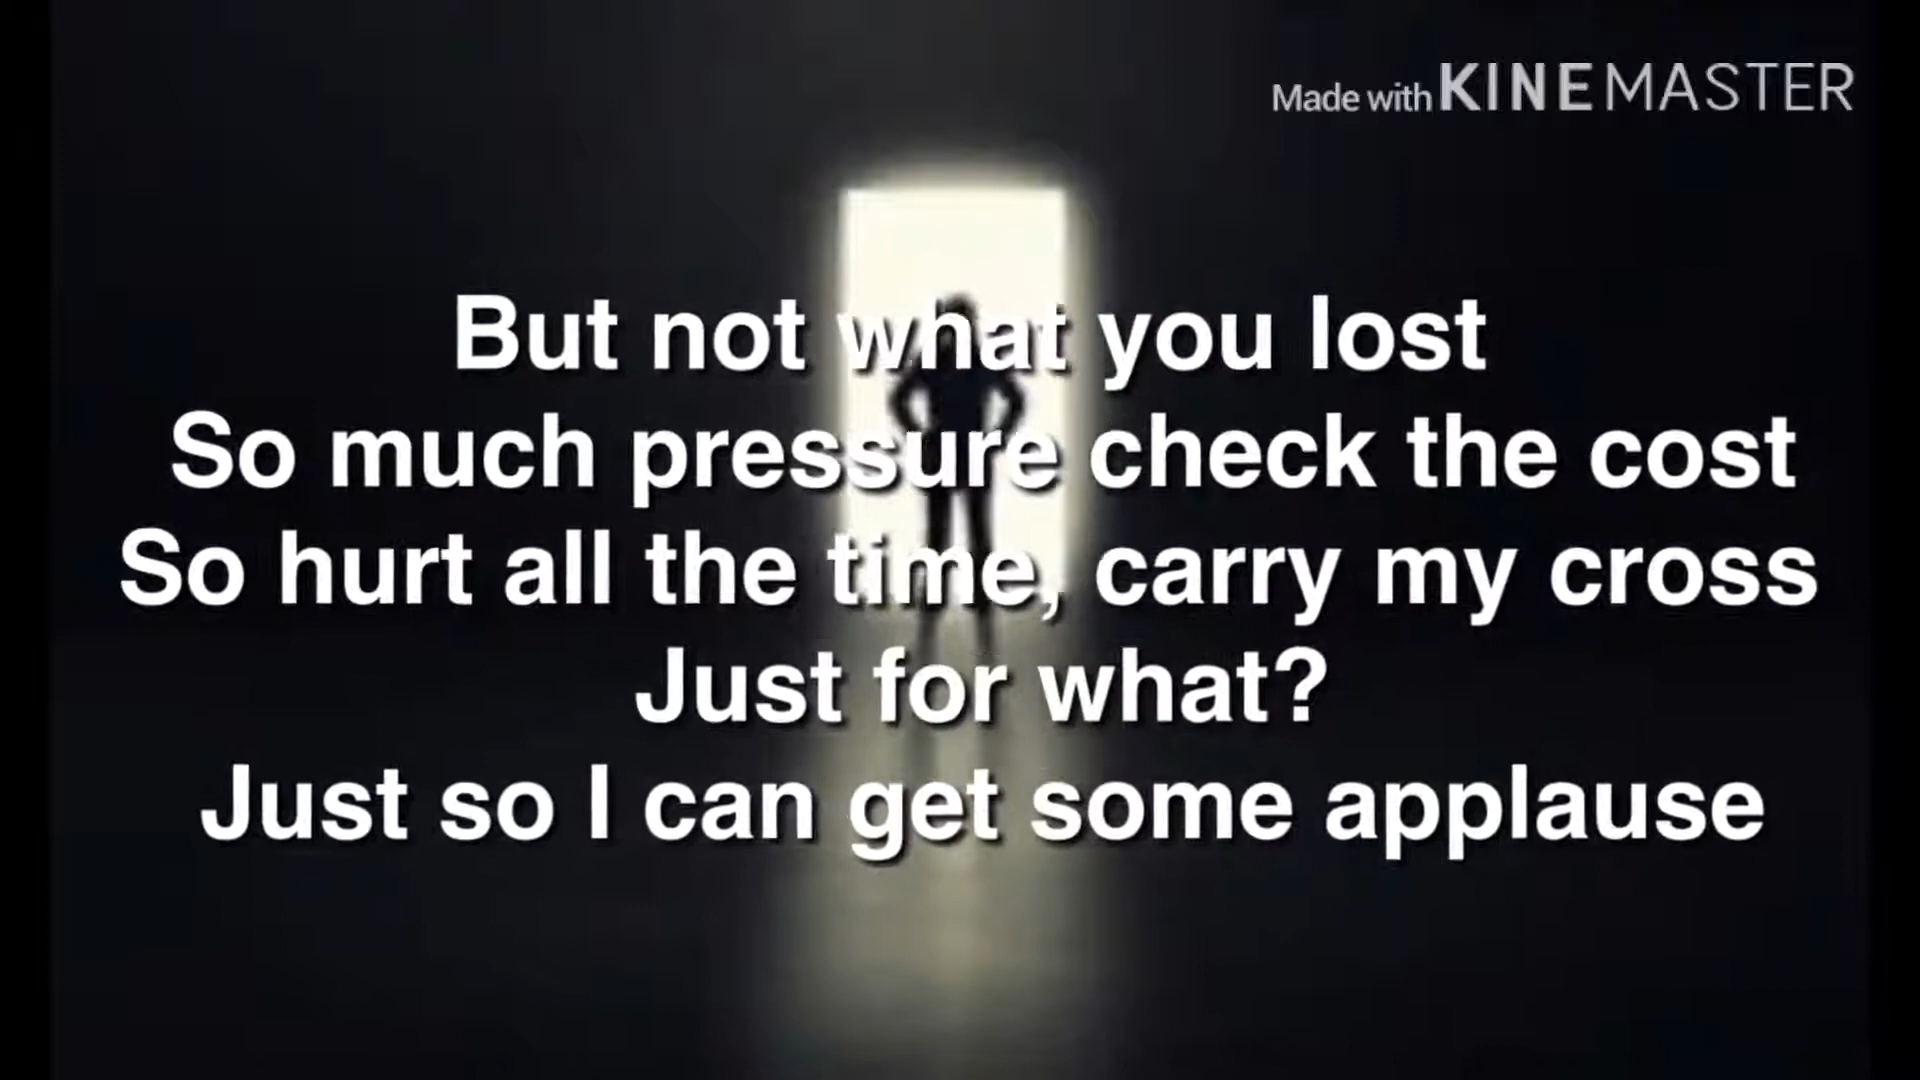 Made with KINEMASTER
But not what you lost
So much pressure check the cost
So hurt all the time, carry my cross
Just for what?
Just so I can get some applause